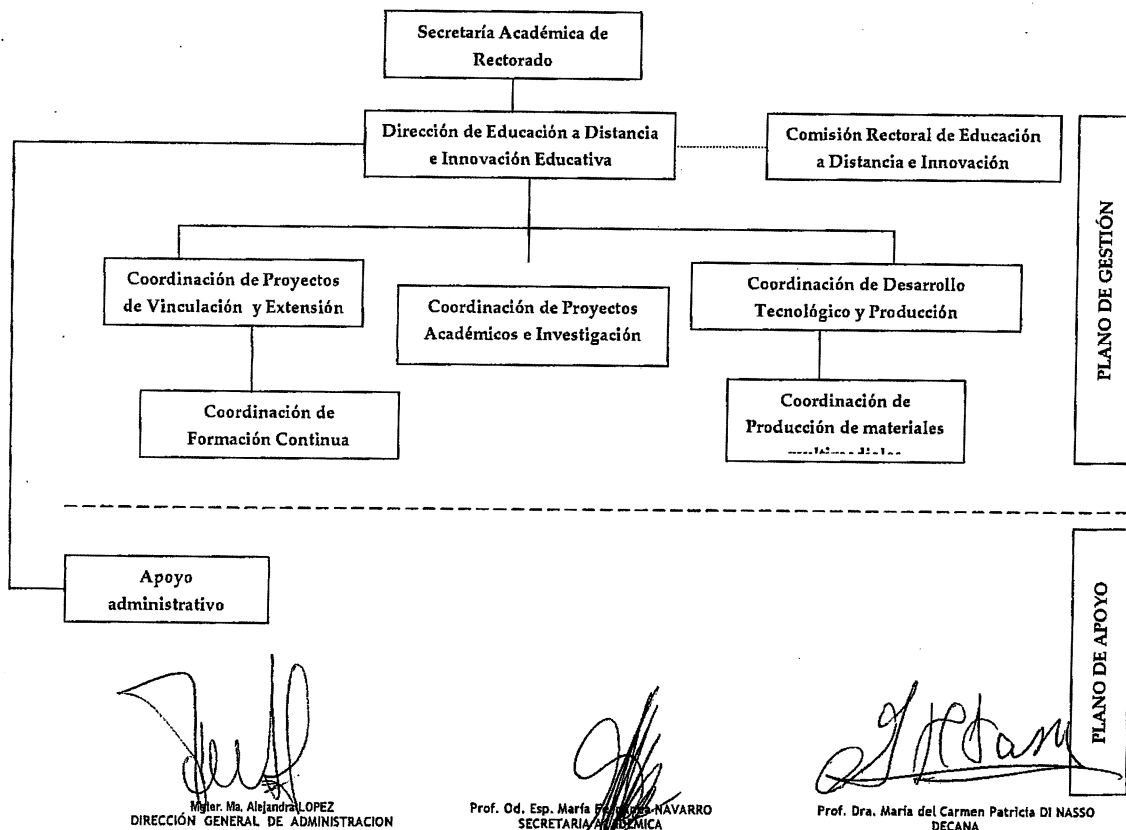 Secretaría Académica de
Rectorado
Dirección de Educación a Distancia
e Innovación Educativa
Comisión Rectoral de Educación
a Distancia e Innovación
PLANO DE GESTIÓN
Coordinación de Proyectos
de Vinculación y Extensión
Coordinación de Proyectos
Académicos e Investigación
Coordinación de Desarrollo
Tecnológico y Producción
Coordinación de
Formación Continua
Coordinación de
Producción de materiales
Apoyo
administrativo
PLANO DE APOYO
Mgter. Ma. Alejandra LOPEZ
DIRECCIÓN GENERAL DE ADMINISTRACION
Prof. Od. Esp. María NAVARRO
SECRETARIA ACADÉMICA
Prof. Dra. María del Carmen Patricia DI NASSO
DECANA